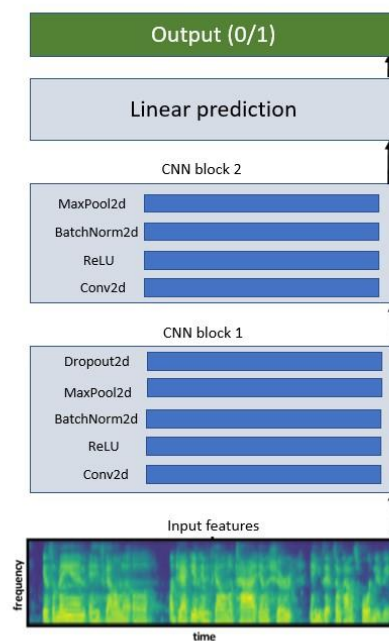 Output (0/1)
Linear prediction
CNN block 2
MaxPool2d
BatchNorm2d
ReLU
Conv2d
CNN block 1
Dropout2d
MaxPool2d
BatchNorm2d
ReLU
Conv2d
Input features
frequency
time